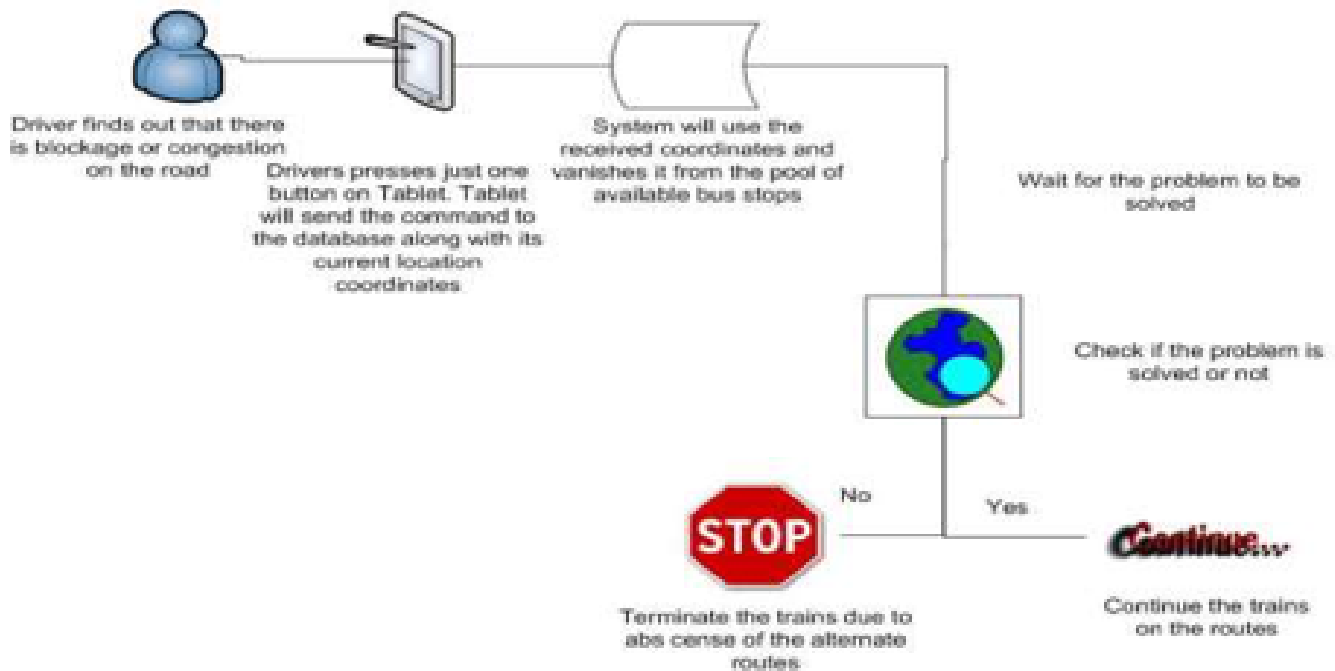 Driver finds out that there
is blockage or congestion
on the road
Drivers presses just one
button on Tablet. Tablet
will send the command to
the database along with its
current location
coordinates
System will use the
received coordinates and
vanishes it from the pool of
available bus stops
Wait for the problem to be
solved
Check if the problem is
solved or not
No
Yes
STOP
Continue...
Terminate the trains due to
abs cense of the alternate
routes
Continue the trains
on the routes